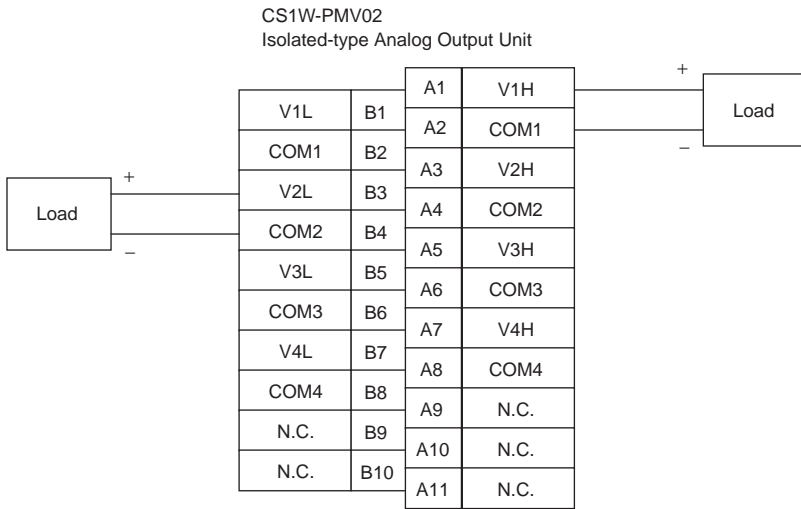 CS1W-PMV02
Isolated-type Analog Output Unit
A1 V1H
+
Load
−
V1L B1
A2 COM1
COM1 B2
A3 V2H
+
Load
−
V2L B3
A4 COM2
COM2 B4
A5 V3H
V3L B5
A6 COM3
COM3 B6
A7 V4H
V4L B7
A8 COM4
COM4 B8
A9 N.C.
N.C. B9
A10 N.C.
N.C. B10
A11 N.C.